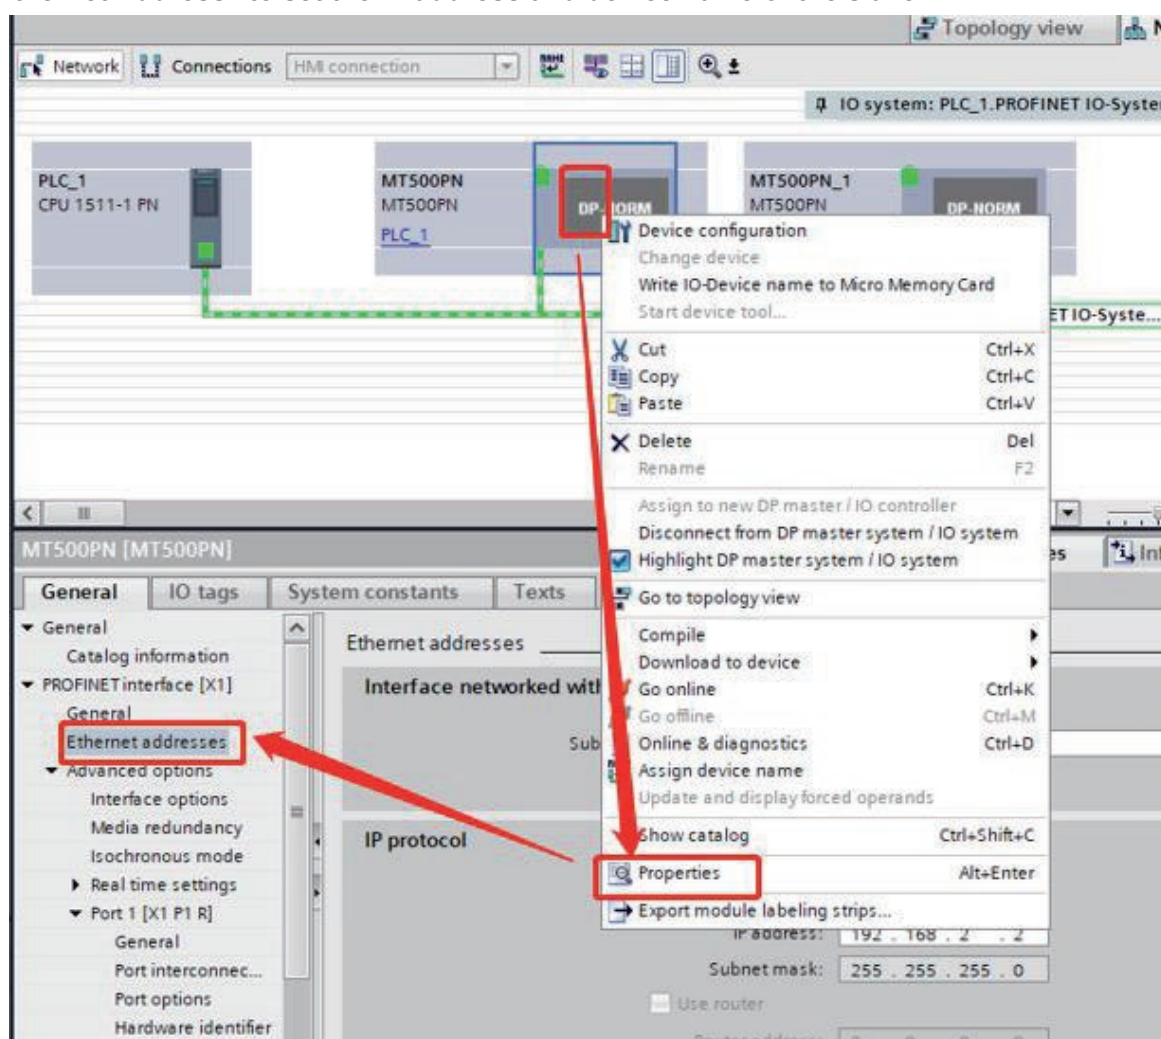 Topology view
Network
Connections
HMI connection
IO system: PLC_1.PROFINET IO-Syste
PLC_1
CPU 1511-1 PN
MT500PN
MT500PN
PLC_1
DP-NORM
MT500PN_1
MT500PN
DP-NORM
Device configuration
Change device
Write IO-Device name to Micro Memory Card
Start device tool...
ET IO-Syste...
Cut Ctrl+X
Copy Ctrl+C
Paste Ctrl+V
Delete Del
Rename F2
Assign to new DP master / IO controller
Disconnect from DP master system / IO system
Highlight DP master system / IO system
Go to topology view
Compile
Download to device
Go online Ctrl+K
Go offline Ctrl+M
Online & diagnostics Ctrl+D
Assign device name
Update and display forced operands
Show catalog Ctrl+Shift+C
Properties Alt+Enter
Export module labeling strips...
MT500PN [MT500PN]
General IO tags System constants Texts
General
Catalog information
PROFINET interface [X1]
General
Ethernet addresses
Advanced options
Interface options
Media redundancy
Isochronous mode
Real time settings
Port 1 [X1 P1 R]
General
Port interconnec...
Port options
Hardware identifier
Ethernet addresses
Interface networked with
Sub
IP protocol
IP address: 192 . 168 . 2 . 2
Subnet mask: 255 . 255 . 255 . 0
Use router